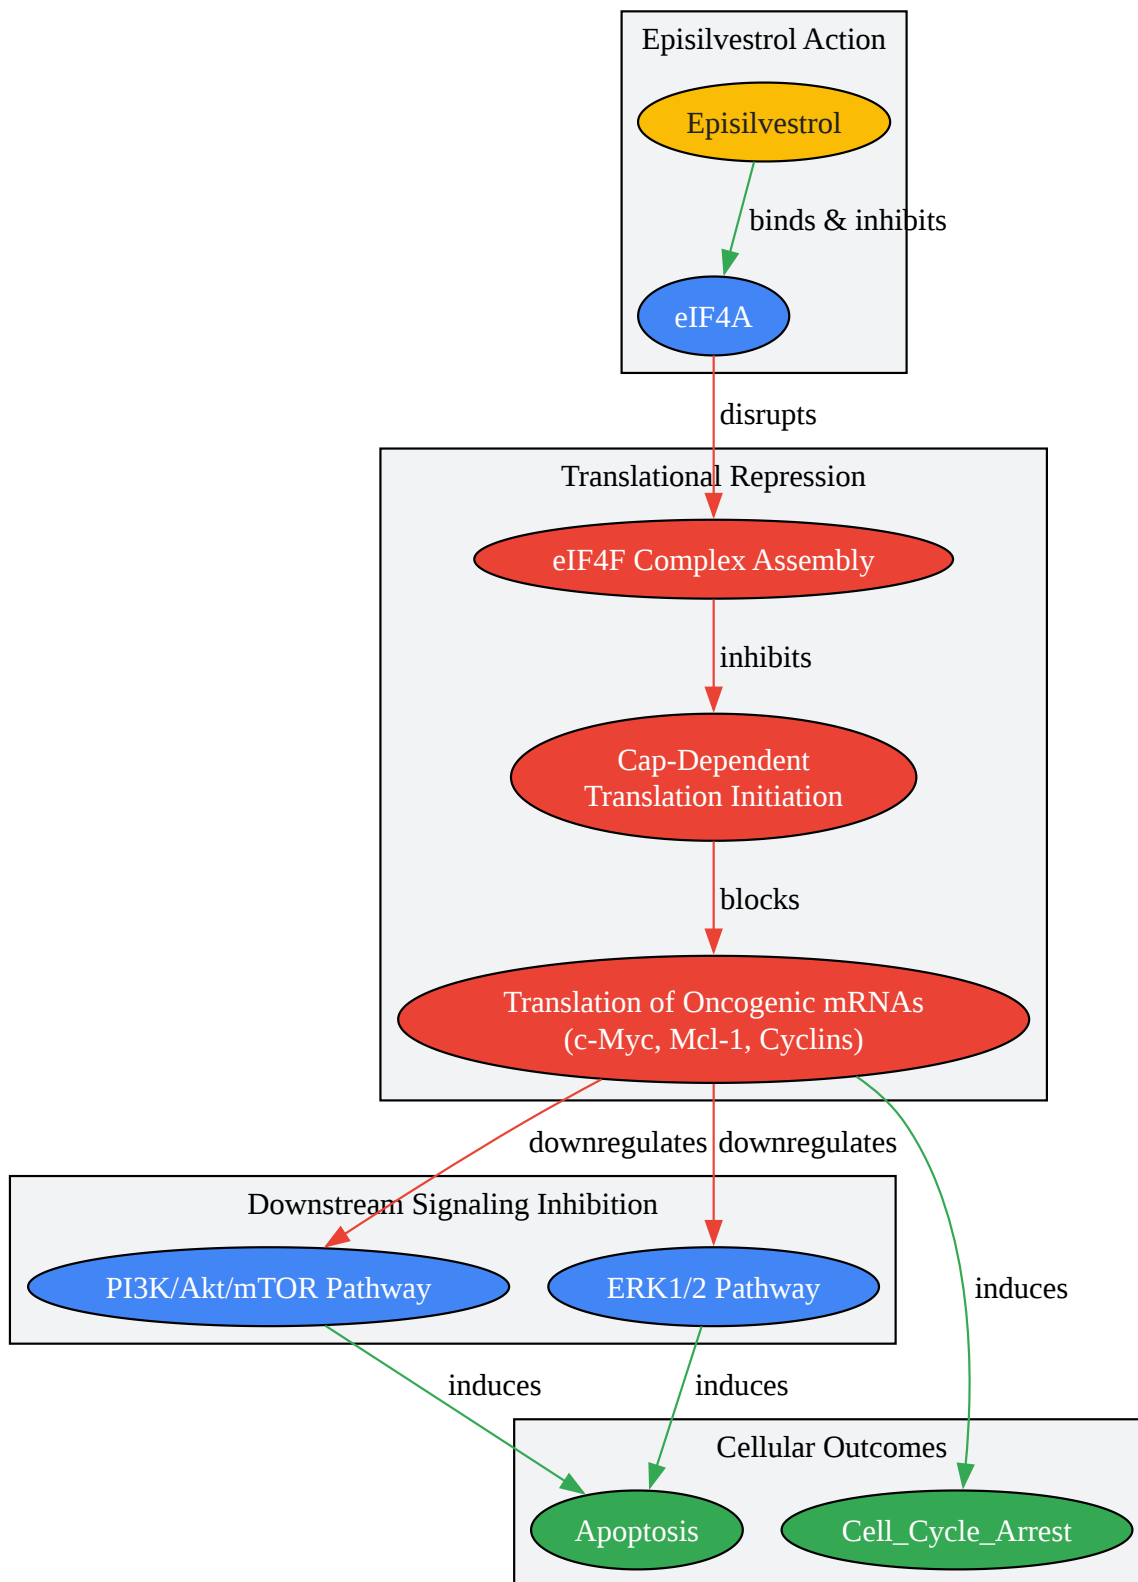 Episilvestrol Action
Episilvestrol
binds & inhibits
eIF4A
disrupts
Translational Repression
eIF4F Complex Assembly
inhibits
Cap-Dependent
Translation Initiation
blocks
Translation of Oncogenic mRNAs
(c-Myc, Mcl-1, Cyclins)
downregulates
downregulates
Downstream Signaling Inhibition
PI3K/Akt/mTOR Pathway
ERK1/2 Pathway
induces
induces
induces
Cellular Outcomes
Apoptosis
Cell_Cycle_Arrest